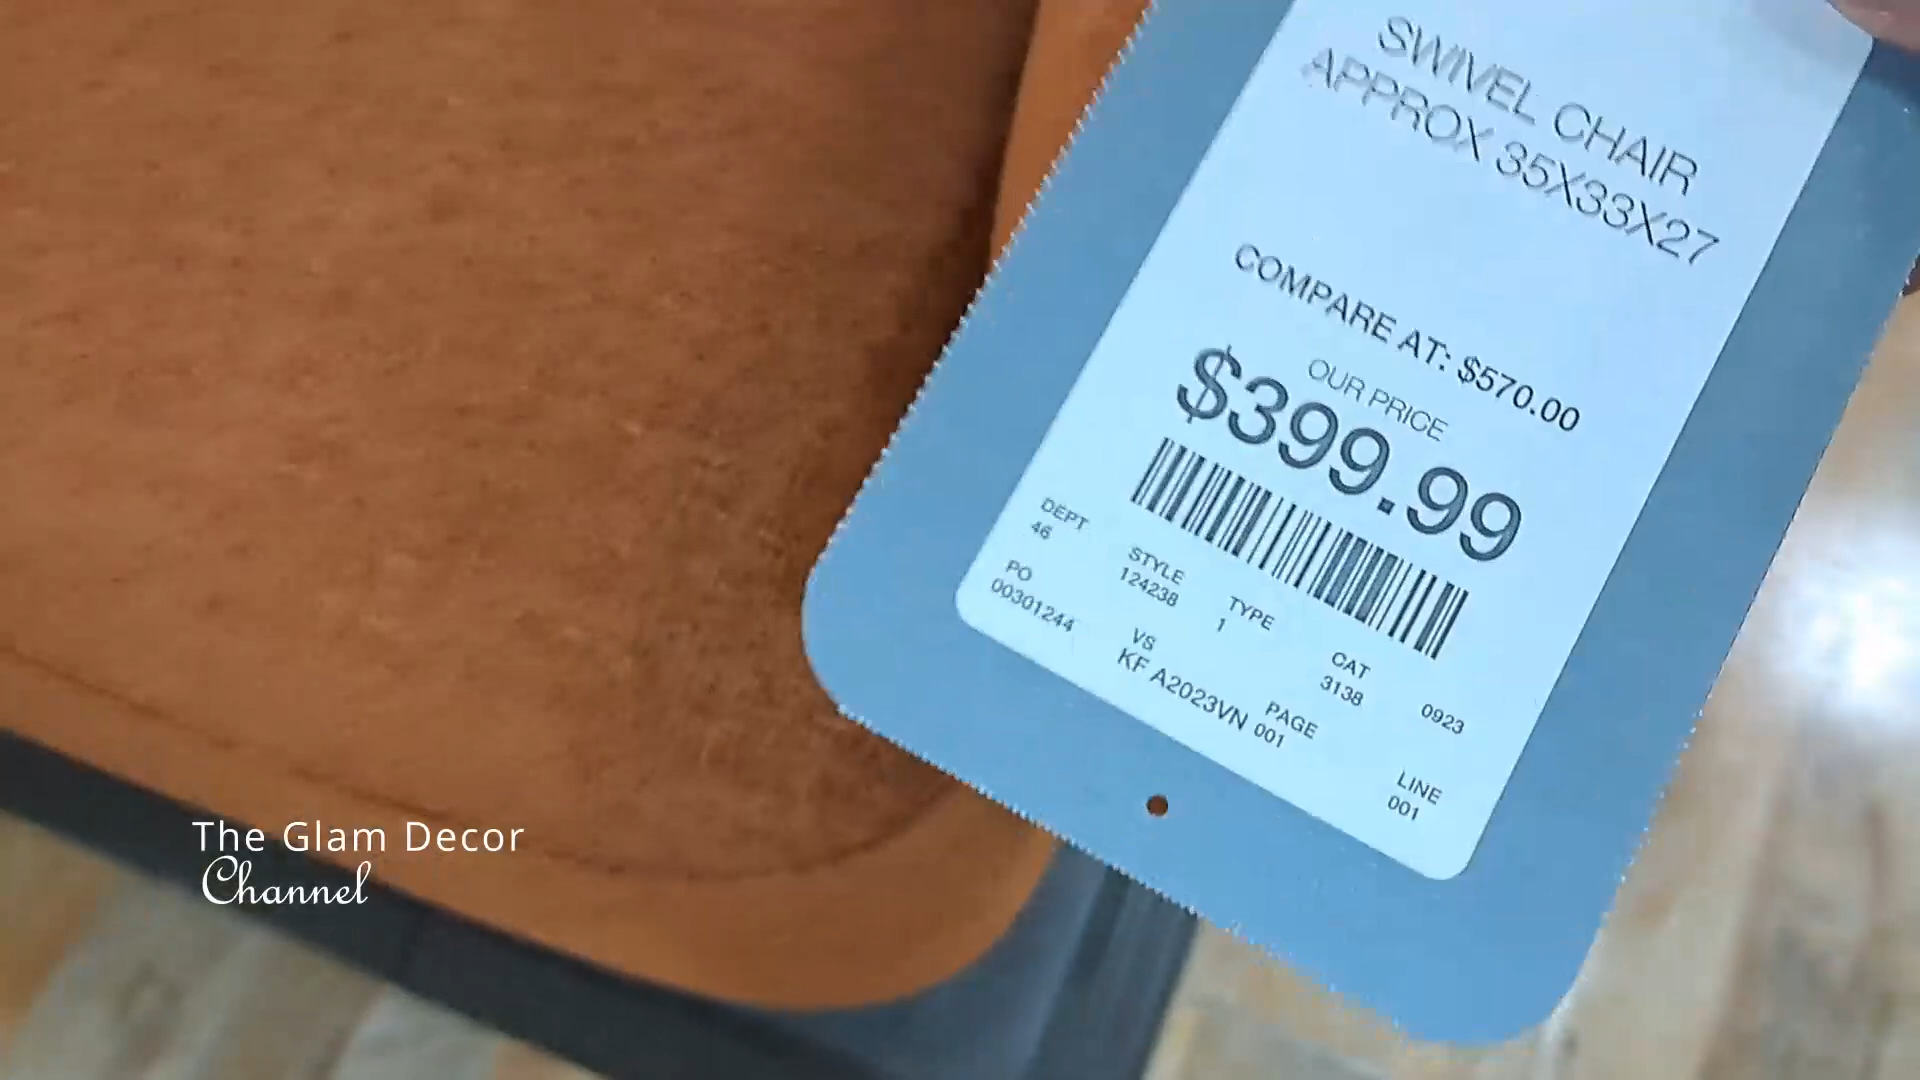 SWIVEL CHAIR
APPROX 35X33X27
COMPARE AT: $570.00
OUR PRICE
$399.99
DEPT
46
STYLE
124238
TYPE
1
CAT
3138
0923
PO
00301244
VS
KF A2023VN
PAGE
001
LINE
001
The Glam Decor
Channel